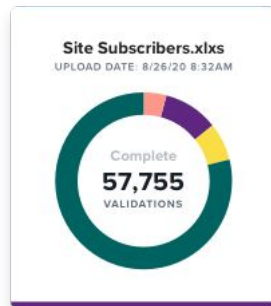 Site Subscribers.xlxs
UPLOAD DATE: 8/26/20 8:32AM
Complete
57,755
VALIDATIONS